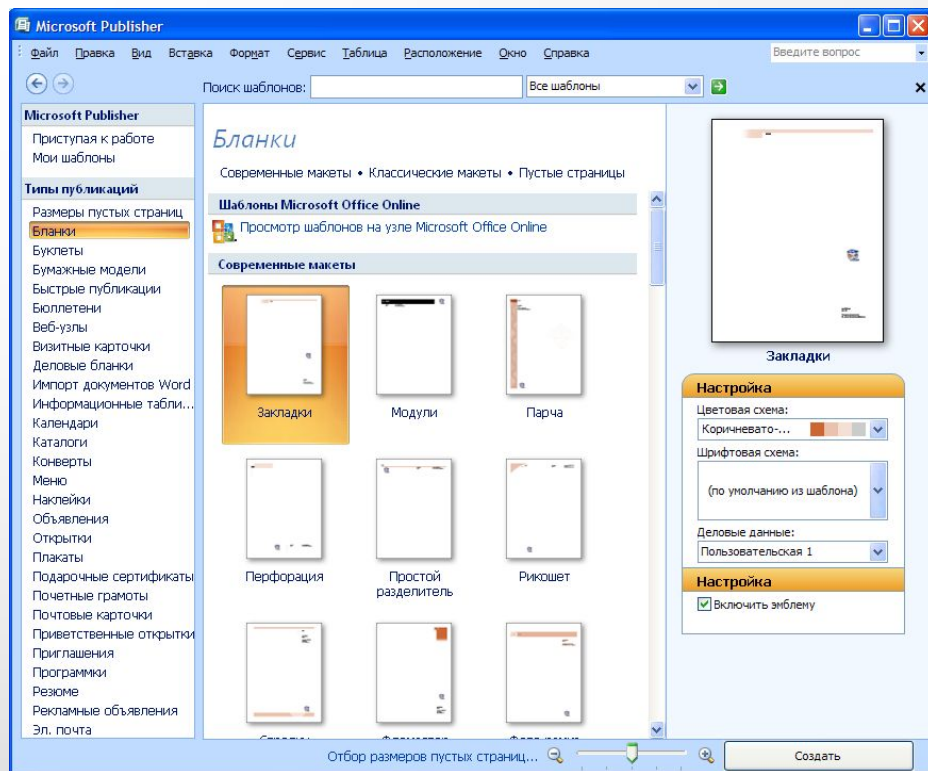 Microsoft Publisher
Файл Правка Вид Вставка Формат Сервис Таблица Расположение Окно Справка
Введите вопрос
Поиск шаблонов:
Все шаблоны
Microsoft Publisher
Приступая к работе
Мои шаблоны
Типы публикаций
Размеры пустых страниц
Бланки
Буклеты
Бумажные модели
Быстрые публикации
Бюллетени
Веб-узлы
Визитные карточки
Деловые бланки
Импорт документов Word
Информационные табли...
Календари
Каталоги
Конверты
Меню
Наклейки
Объявления
Открытки
Плакаты
Подарочные сертификаты
Почетные грамоты
Почтовые карточки
Приветственные открытки
Приглашения
Программки
Резюме
Рекламные объявления
Эл. почта
Бланки
Современные макеты • Классические макеты • Пустые страницы
Шаблоны Microsoft Office Online
Просмотр шаблонов на узле Microsoft Office Online
Современные макеты
Закладки
Модули
Парча
Перфорация
Простой
разделитель
Рикошет
Закладки
Настройка
Цветовая схема:
Коричневато-...
Шрифтовая схема:
(по умолчанию из шаблона)
Деловые данные:
Пользовательская 1
Настройка
Включить эмблему
Отбор размеров пустых страниц...
Создать